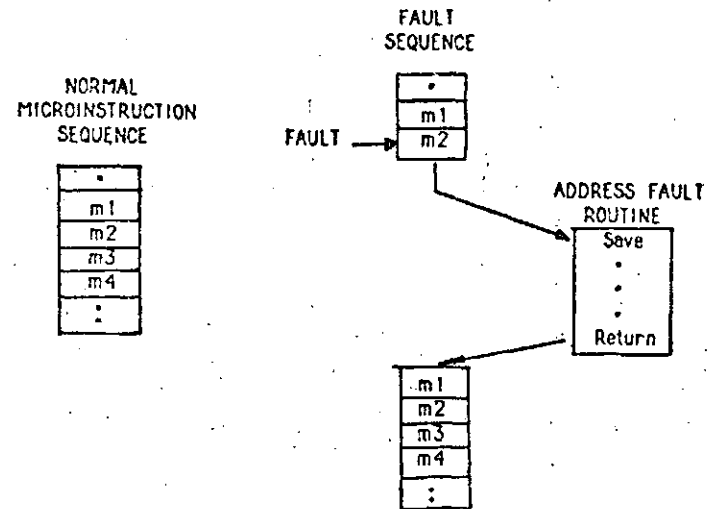 NORMAL
MICROINSTRUCTION
SEQUENCE
m1
m2
m3
m4
FAULT
SEQUENCE
m1
FAULT
m2
ADDRESS FAULT
ROUTINE
Save
Return
m1
m2
m3
m4